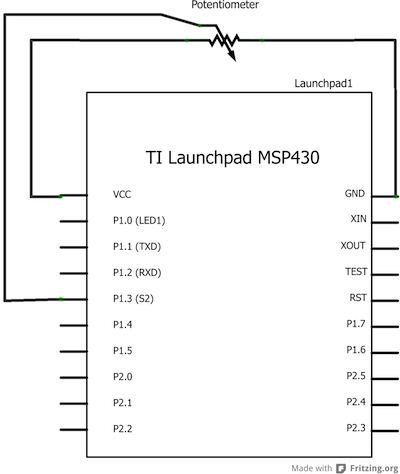 Potentiometer
Launchpad1
TI Launchpad MSP430
VCC
GND
P1.0 (LED1)
XIN
P1.1 (TXD)
XOUT
P1.2 (RXD)
TEST
P1.3 (S2)
RST
P1.4
P1.7
P1.5
P1.6
P2.0
P2.5
P2.1
P2.4
P2.2
P2.3
Made with Fritzing.org